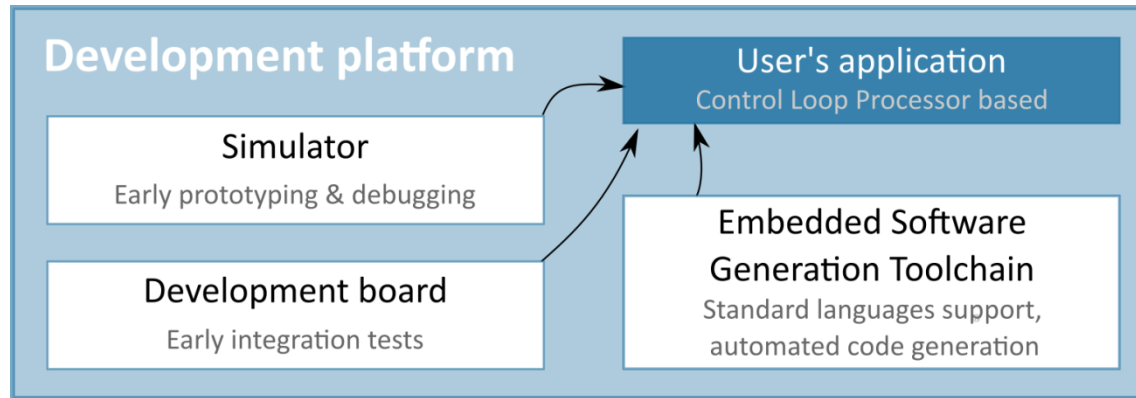 Development platform
User's application
Control Loop Processor based
Simulator
Early prototyping & debugging
Development board
Early integration tests
Embedded Software
Generation Toolchain
Standard languages support,
automated code generation